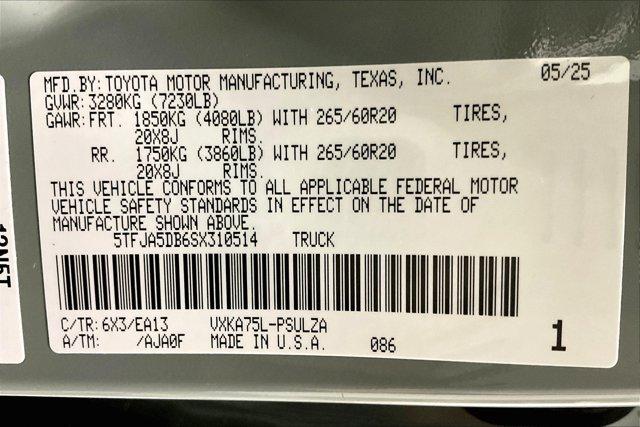 MFD.BY: TOYOTA MOTOR MANUFACTURING, TEXAS, INC. 05/25
GVWR: 3280KG (7230LB)
GAWR: FRT. 1850KG (4080LB) WITH 265/60R20 TIRES,
20X8J RIMS.
RR. 1750KG (3860LB) WITH 265/60R20 TIRES,
20X8J RIMS.
THIS VEHICLE CONFORMS TO ALL APPLICABLE FEDERAL MOTOR
VEHICLE SAFETY STANDARDS IN EFFECT ON THE DATE OF
MANUFACTURE SHOWN ABOVE.
5TFJA5DB6SX310514 TRUCK
C/TR: 6X3/EA13 VXKA75L-PSULZA
A/TM: /AJA0F MADE IN U.S.A. 086
1